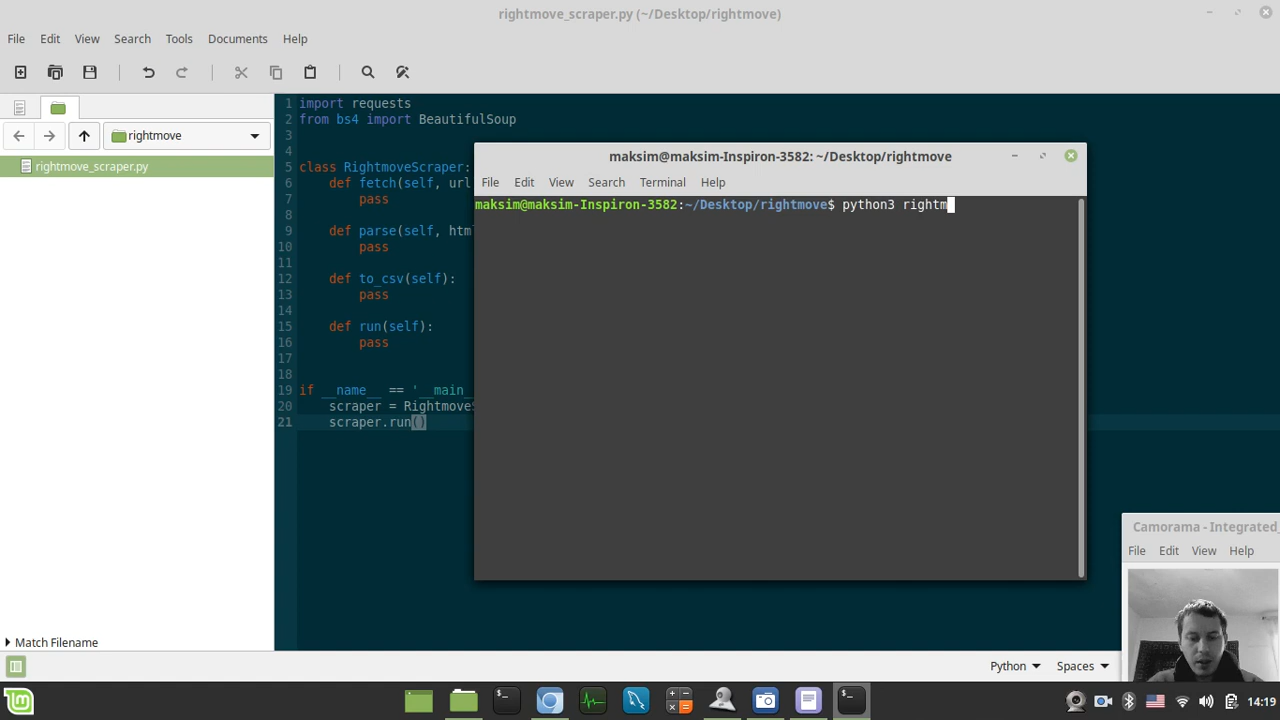 rightmove_scraper.py (~/Desktop/rightmove)
File Edit View Search Tools Documents Help
rightmove
rightmove_scraper.py
Match Filename
1 import requests
2 from bs4 import BeautifulSoup
3
4
5 class RightmoveScraper:
6 def fetch(self, url
7 pass
8
9 def parse(self, htm
10 pass
11
12 def to_csv(self):
13 pass
14
15 def run(self):
16 pass
17
18
19 if __name__ == '__main_
20 scraper = Rightmove
21 scraper.run()
maksim@maksim-Inspiron-3582: ~/Desktop/rightmove
File Edit View Search Terminal Help
maksim@maksim-Inspiron-3582:~/Desktop/rightmove$ python3 rightm
Camorama - Integrated_
File Edit View Help
Python Spaces
14:19